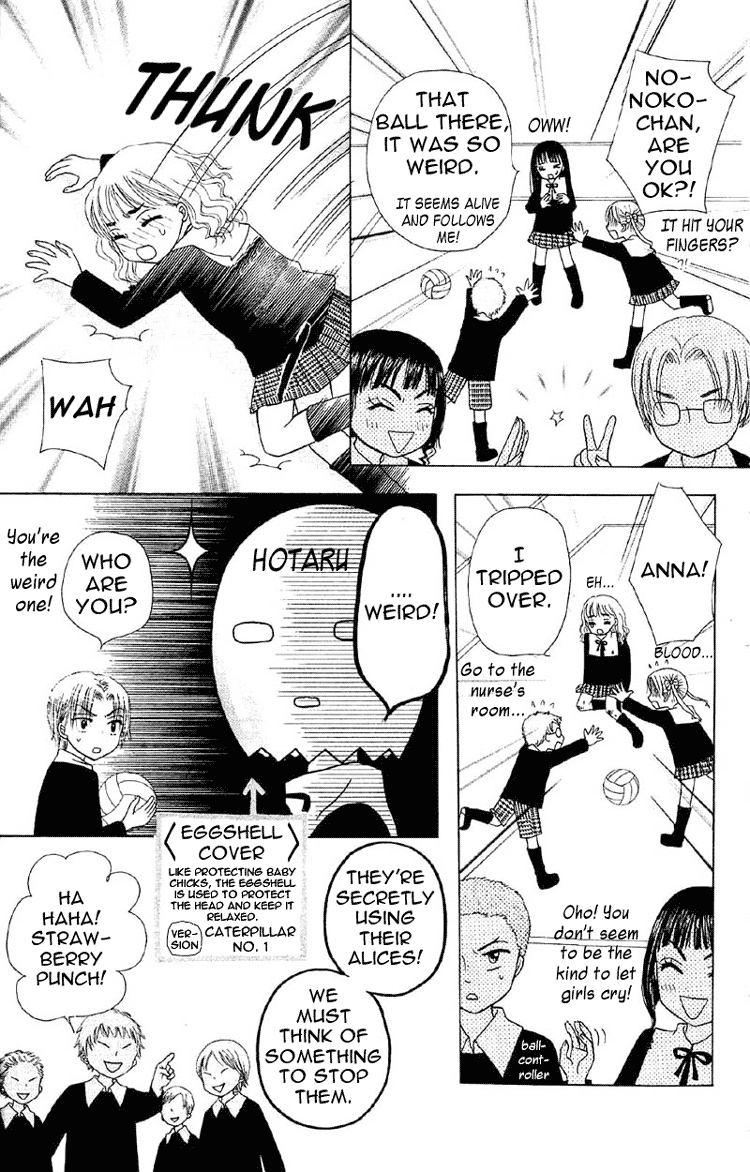 THUNK
WAH
NO-
NOKO-
CHAN,
ARE
YOU
OK?!
IT HIT YOUR
FINGERS?
?!
OWW!
THAT
BALL THERE,
IT WAS SO
WEIRD.
IT SEEMS ALIVE
AND FOLLOWS
ME!
You're
the
weird
one!
WHO
ARE
YOU?
HOTARU
....
WEIRD!
EGGSHELL
COVER
LIKE PROTECTING BABY
CHICKS, THE EGGSHELL
IS USED TO PROTECT
THE HEAD AND KEEP IT
RELAXED.
VER-
SION
CATERPILLAR
NO. 1
ANNA!
EH...
I
TRIPPED
OVER.
BLOOD...
Go to the
nurse's
room...
Oho! You
don't seem
to be the
kind to let
girls cry!
ball-
cont-
roller
THEY'RE
SECRETLY
USING
THEIR
ALICES!
WE
MUST
THINK OF
SOMETHING
TO STOP
THEM.
HA
HAHA!
STRAW-
BERRY
PUNCH!